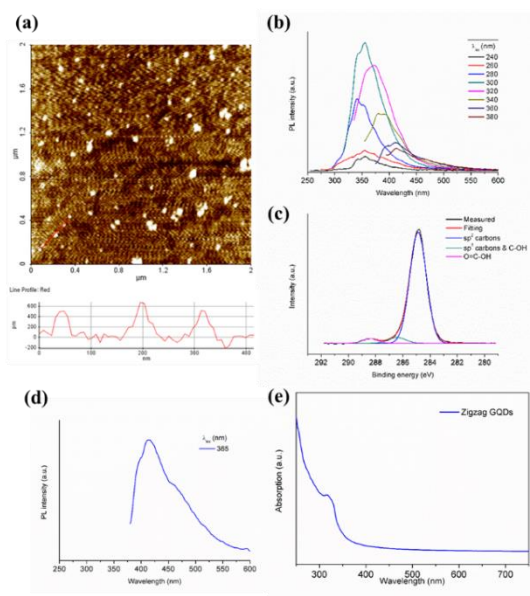 (a)
2
1.6
1.2
0.8
0.4
0
µm
0 0.4 0.8 1.2 1.6 2
µm
Line Profile: Red
600
400
200
0
-200
pm
0 100 200 300 400
nm
(b)
PL intensity (a.u.)
λex (nm)
240
260
280
300
320
340
360
380
250 300 350 400 450 500 550 600
Wavelength (nm)
(c)
Intensity (a.u.)
Measured
Fitting
sp² carbons
sp³ carbons & C-OH
O=C-OH
292 290 288 286 284 282 280
Binding energy (eV)
(d)
PL intensity (a.u.)
λex (nm)
365
250 300 350 400 450 500 550 600
Wavelength (nm)
(e)
Absorption (a.u.)
Zigzag GQDs
300 400 500 600 700
Wavelength (nm)